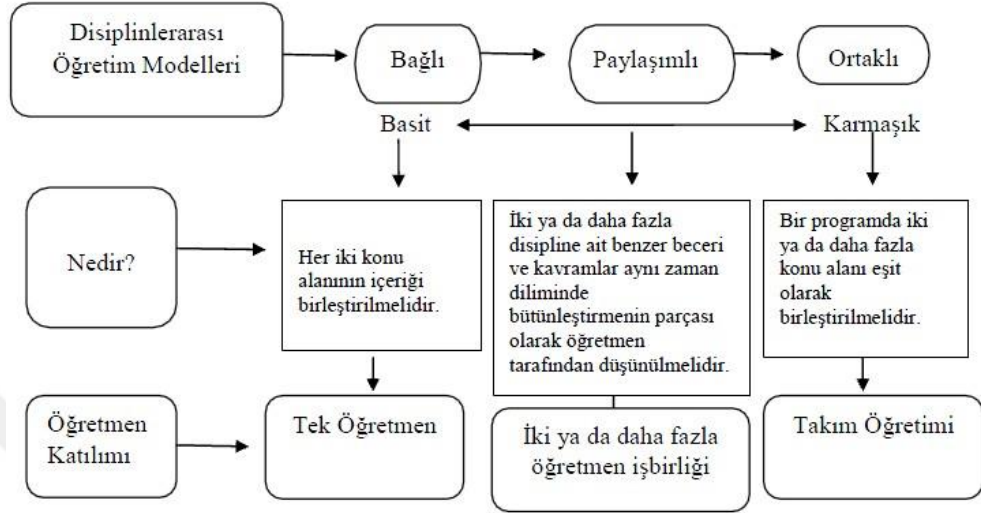 Disiplinlerarası
Öğretim Modelleri
Bağlı
Paylaşımlı
Ortaklı
Basit
Karmaşık
Nedir?
Her iki konu
alanının içeriği
birleştirilmelidir.
İki ya da daha fazla
disipline ait benzer beceri
ve kavramlar aynı zaman
diliminde
bütünleştirmenin parçası
olarak öğretmen
tarafından düşünülmelidir.
Bir programda iki
ya da daha fazla
konu alanı eşit
olarak
birleştirilmelidir.
Öğretmen
Katılımı
Tek Öğretmen
İki ya da daha fazla
öğretmen işbirliği
Takım Öğretimi